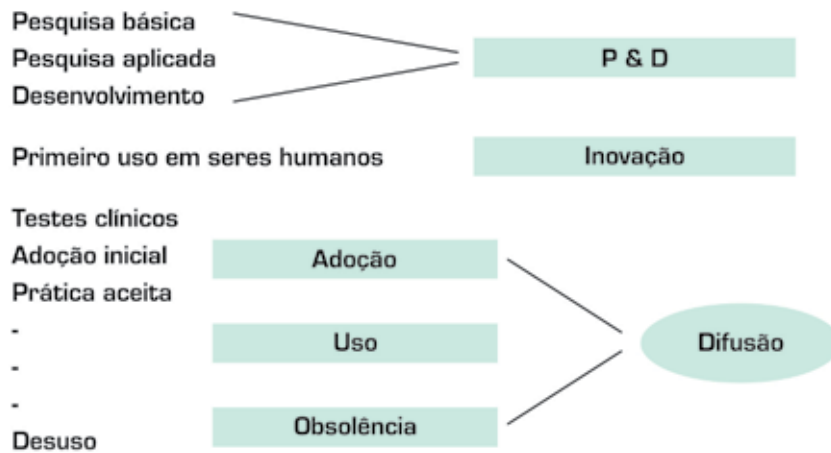 Pesquisa básica
Pesquisa aplicada
P & D
Desenvolvimento
Primeiro uso em seres humanos
Inovação
Testes clínicos
Adoção inicial
Adoção
Prática aceita
-
Uso
-
-
Obsolência
Desuso
Difusão